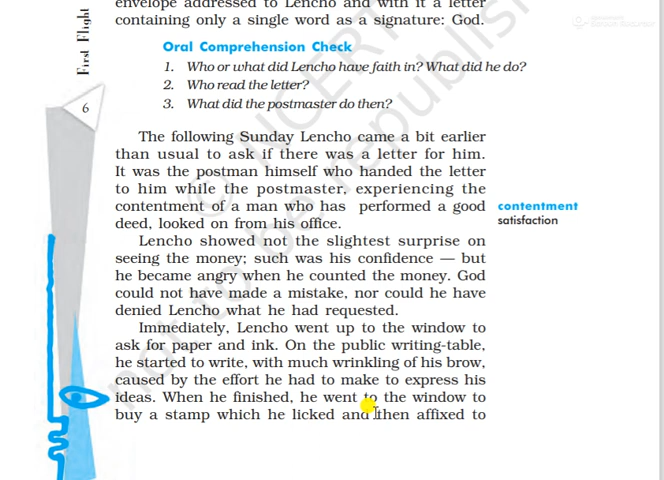 envelope addressed to Lencho and with it a letter
containing only a single word as a signature: God.
First Flight
Oral Comprehension Check
1. Who or what did Lencho have faith in? What did he do?
2. Who read the letter?
3. What did the postmaster do then?
6
The following Sunday Lencho came a bit earlier
than usual to ask if there was a letter for him.
It was the postman himself who handed the letter
to him while the postmaster, experiencing the
contentment of a man who has performed a good
deed, looked on from his office.
contentment
satisfaction
Lencho showed not the slightest surprise on
seeing the money; such was his confidence — but
he became angry when he counted the money. God
could not have made a mistake, nor could he have
denied Lencho what he had requested.
Immediately, Lencho went up to the window to
ask for paper and ink. On the public writing-table,
he started to write, with much wrinkling of his brow,
caused by the effort he had to make to express his
ideas. When he finished, he went to the window to
buy a stamp which he licked and then affixed to
© NCERT
not to be republish